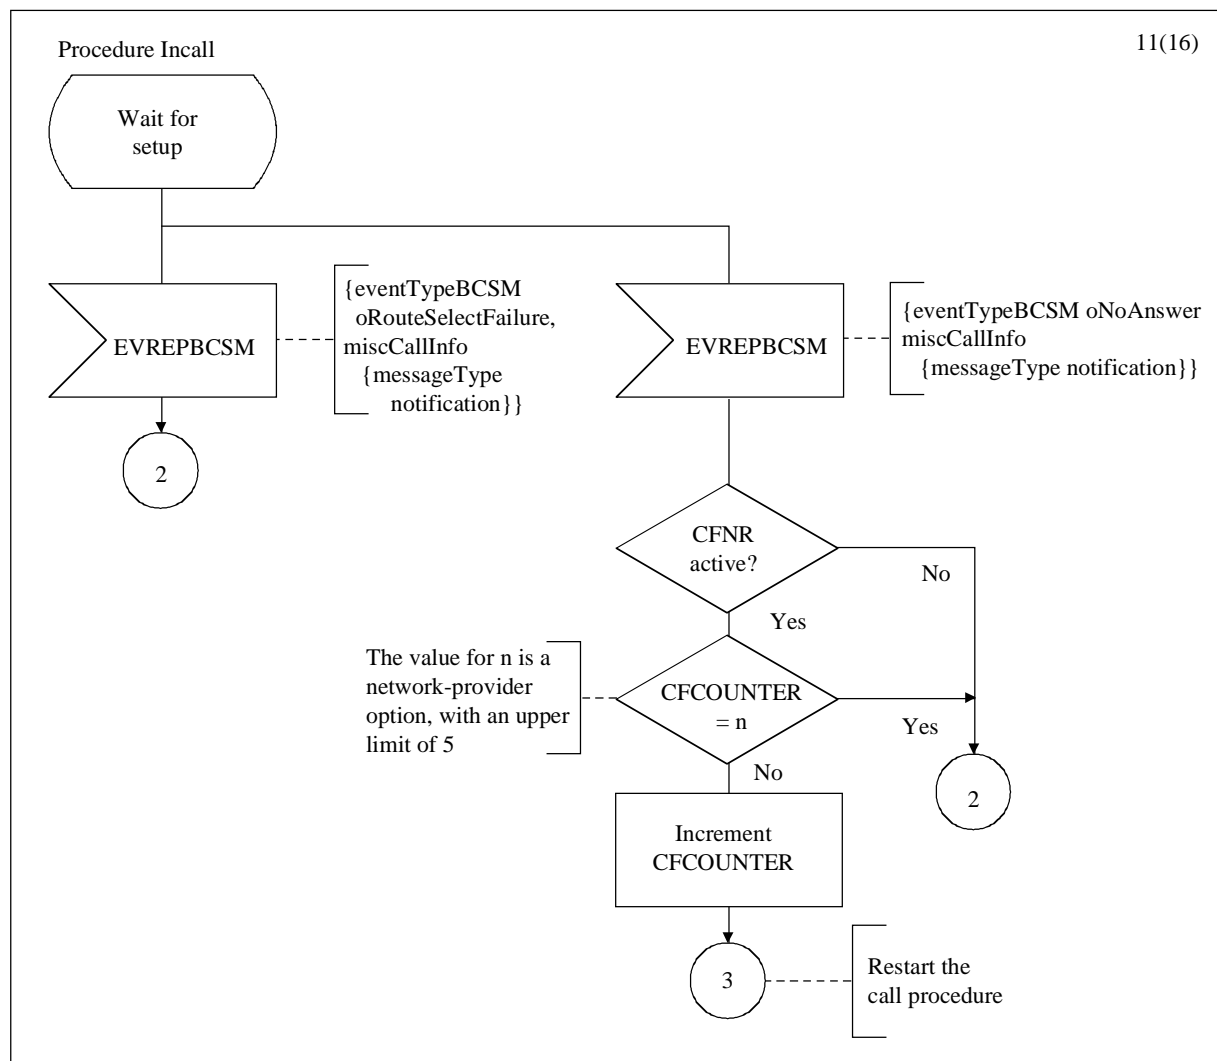 Procedure Incall
11(16)
Wait for
setup
EVREPBCSM
{eventTypeBCSM
oRouteSelectFailure,
miscCallInfo
{messageType
notification}}
2
EVREPBCSM
{eventTypeBCSM oNoAnswer
miscCallInfo
{messageType notification}}
CFNR
active?
No
Yes
The value for n is a
network-provider
option, with an upper
limit of 5
CFCOUNTER
= n
Yes
No
2
Increment
CFCOUNTER
3
Restart the
call procedure